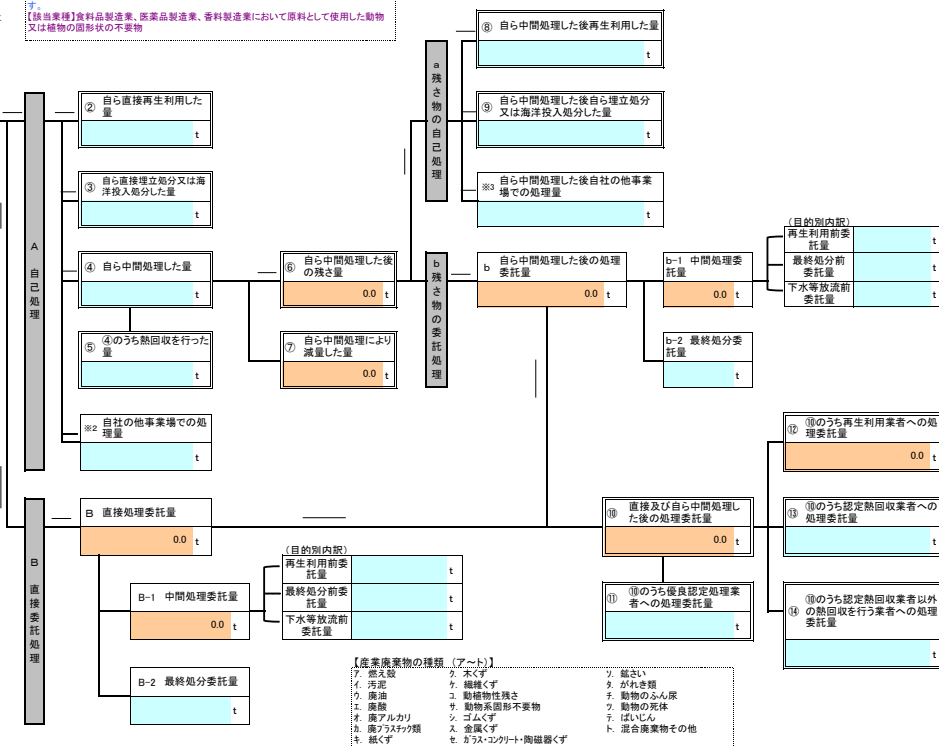 す。
【該当業種】食料品製造業、医薬品製造業、香料製造業において原料として使用した動物
又は植物の固形状の不要物
⑧ 自ら中間処理した後再生利用した量
t
a 残さ物の自己処理
② 自ら直接再生利用した
量
t
⑨ 自ら中間処理した後自ら埋立処分
又は海洋投入処分した量
t
③ 自ら直接埋立処分又は海
洋投入処分した量
t
※3 自ら中間処理した後自社の他事業
場での処理量
t
A 自己処理
④ 自ら中間処理した量
t
⑥ 自ら中間処理した後
の残さ量
0.0 t
b 残さ物の委託処理
b 自ら中間処理した後の処理
委託量
0.0 t
b-1 中間処理委
託量
0.0 t
(目的別内訳)
再生利用前委
託量
t
最終処分前
委託量
t
下水等放流前
委託量
t
⑤ ④のうち熱回収を行った
量
t
⑦ 自ら中間処理により
減量した量
0.0 t
b-2 最終処分委
託量
t
※2 自社の他事業場での処
理量
t
⑫ ⑩のうち再生利用業者への処
理委託量
0.0 t
B 直接委託処理
B 直接処理委託量
0.0 t
⑩ 直接及び自ら中間処理し
た後の処理委託量
0.0 t
⑬ ⑩のうち認定熱回収業者への
処理委託量
t
(目的別内訳)
再生利用前委
託量
t
最終処分前委
託量
t
下水等放流前
委託量
t
B-1 中間処理委託量
0.0 t
⑪ ⑩のうち優良認定処理業
者への処理委託量
t
⑭ ⑩のうち認定熱回収業者以外
の熱回収を行う業者への処理
委託量
t
B-2 最終処分委託量
t
【産業廃棄物の種類 (ア～ト)】
ア. 燃え殻 ク. 木くず ソ. 鉱さい
イ. 汚泥 ケ. 繊維くず タ. がれき類
ウ. 廃油 コ. 動植物性残さ チ. 動物のふん尿
エ. 廃酸 サ. 動物系固形不要物 ツ. 動物の死体
オ. 廃アルカリ シ. ゴムくず テ. ばいじん
カ. 廃プラスチック類 ス. 金属くず ト. 混合廃棄物その他
キ. 紙くず セ. ガラス・コンクリート・陶磁器くず